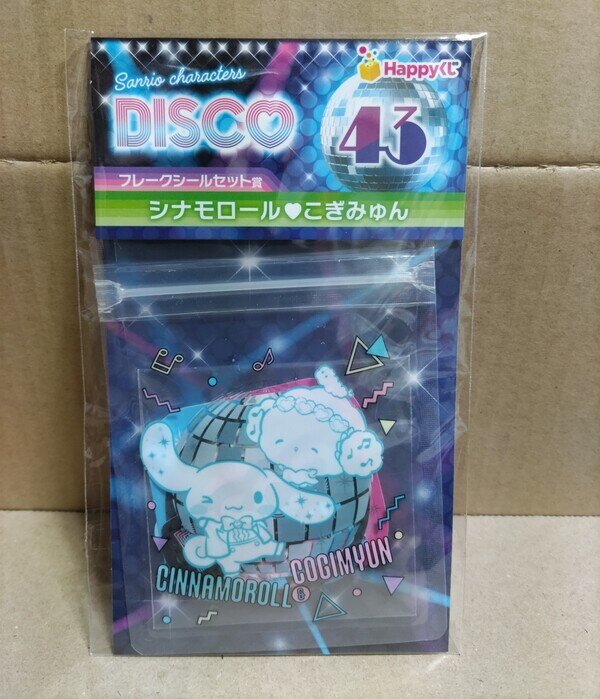 Sanrio characters
DISCO
Happyくじ
43
フレークシールセット賞
シナモロール♥こぎみゅん
CINNAMOROLL
&
COGIMYUN